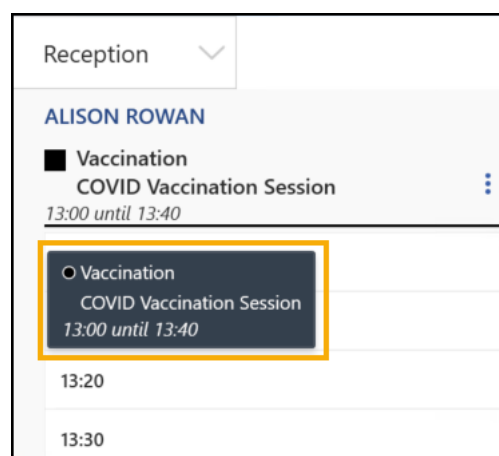 Reception
ALISON ROWAN
Vaccination
COVID Vaccination Session
13:00 until 13:40
Vaccination
COVID Vaccination Session
13:00 until 13:40
13:20
13:30